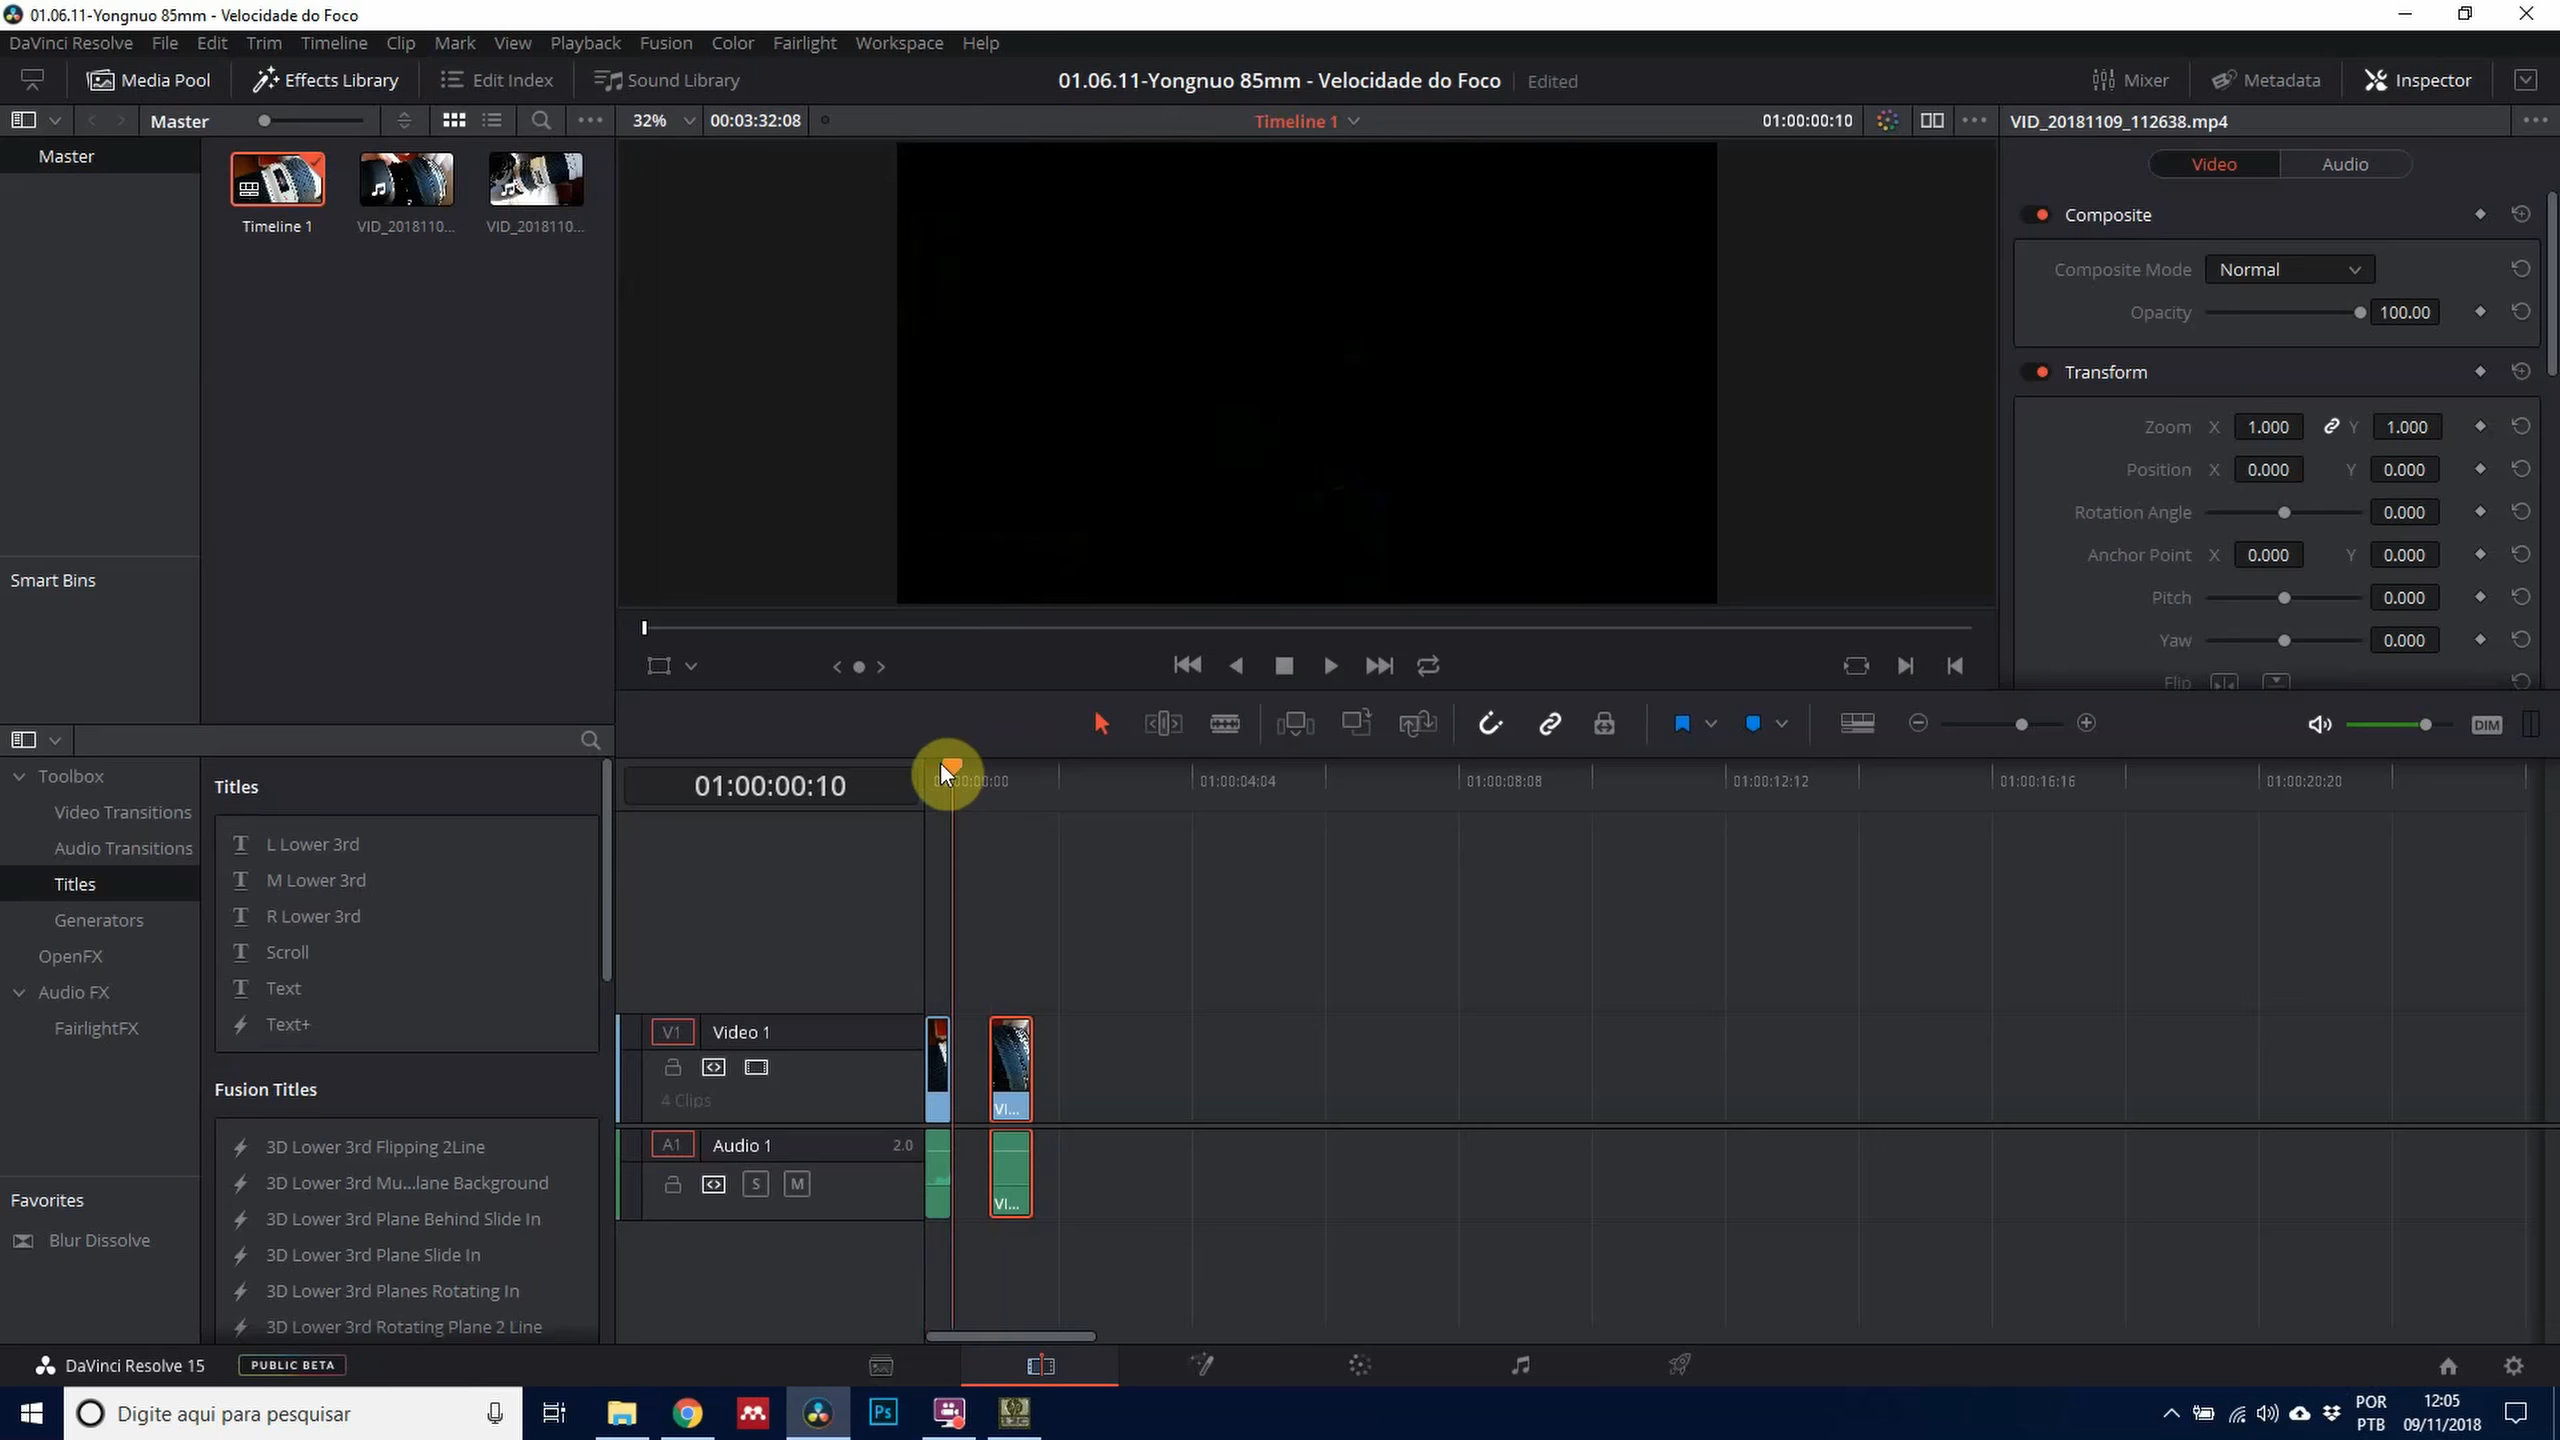 01.06.11-Yongnuo 85mm - Velocidade do Foco
DaVinci Resolve File Edit Trim Timeline Clip Mark View Playback Fusion Color Fairlight Workspace Help
Media Pool Effects Library Edit Index Sound Library 01.06.11-Yongnuo 85mm - Velocidade do Foco Edited Mixer Metadata Inspector
Master 32% 00:03:32:08 Timeline 1 01:00:00:10 VID_20181109_112638.mp4
Master
Timeline 1 VID_2018110... VID_2018110...
Video Audio
Composite
Composite Mode Normal
Opacity 100.00
Transform
Zoom X 1.000 Y 1.000
Position X 0.000 Y 0.000
Rotation Angle 0.000
Anchor Point X 0.000 Y 0.000
Pitch 0.000
Yaw 0.000
Flip
Smart Bins
DIM
Toolbox
Video Transitions
Audio Transitions
Titles
Generators
OpenFX
Audio FX
FairlightFX
Favorites
Blur Dissolve
Titles
L Lower 3rd
M Lower 3rd
R Lower 3rd
Scroll
Text
Text+
Fusion Titles
3D Lower 3rd Flipping 2Line
3D Lower 3rd Mu...lane Background
3D Lower 3rd Plane Behind Slide In
3D Lower 3rd Plane Slide In
3D Lower 3rd Planes Rotating In
3D Lower 3rd Rotating Plane 2 Line
01:00:00:10 01:00:04:04 01:00:08:08 01:00:12:12 01:00:16:16 01:00:20:20
V1 Video 1
4 Clips
VI...
A1 Audio 1 2.0
S M
VI...
DaVinci Resolve 15 PUBLIC BETA
Digite aqui para pesquisar
Ps
POR
PTB
12:05
09/11/2018